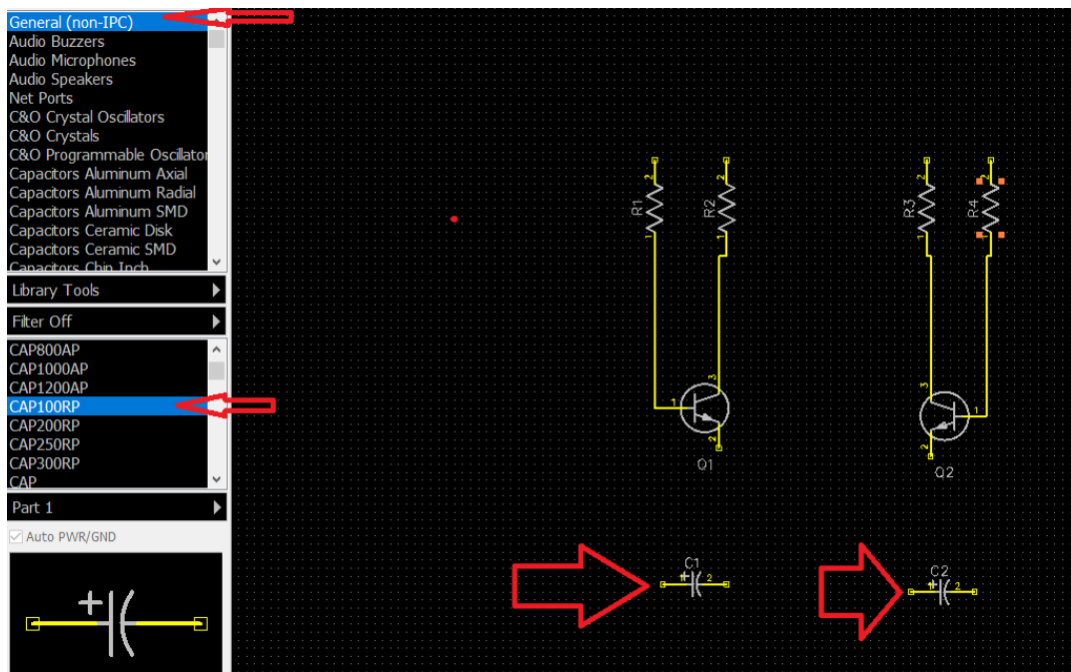 General (non-IPC)
Audio Buzzers
Audio Microphones
Audio Speakers
Net Ports
C&O Crystal Oscillators
C&O Crystals
C&O Programmable Oscillator
Capacitors Aluminum Axial
Capacitors Aluminum Radial
Capacitors Aluminum SMD
Capacitors Ceramic Disk
Capacitors Ceramic SMD
Capacitors Chip Inch
Library Tools
Filter Off
CAP800AP
CAP1000AP
CAP1200AP
CAP100RP
CAP200RP
CAP250RP
CAP300RP
CAP
Part 1
Auto PWR/GND
2 2 2 2
R1 R2 R3 R4
1 1 1 1
3 3
1 1
2 2
Q1 Q2
C1 C2
1 2 1 2